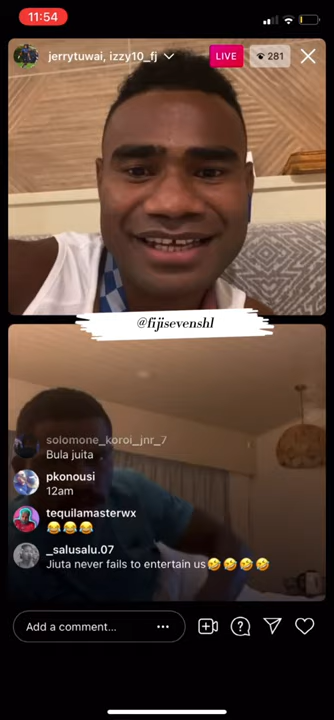 11:54
jerrytuwai, izzy10_fj
LIVE
281
@fijisevenshl
solomone_koroi_jnr_7
Bula juita
pkonousi
12am
tequilamasterwx
😂😂😂
_salusalu.07
Jiuta never fails to entertain us🤣🤣🤣🤣
Add a comment...